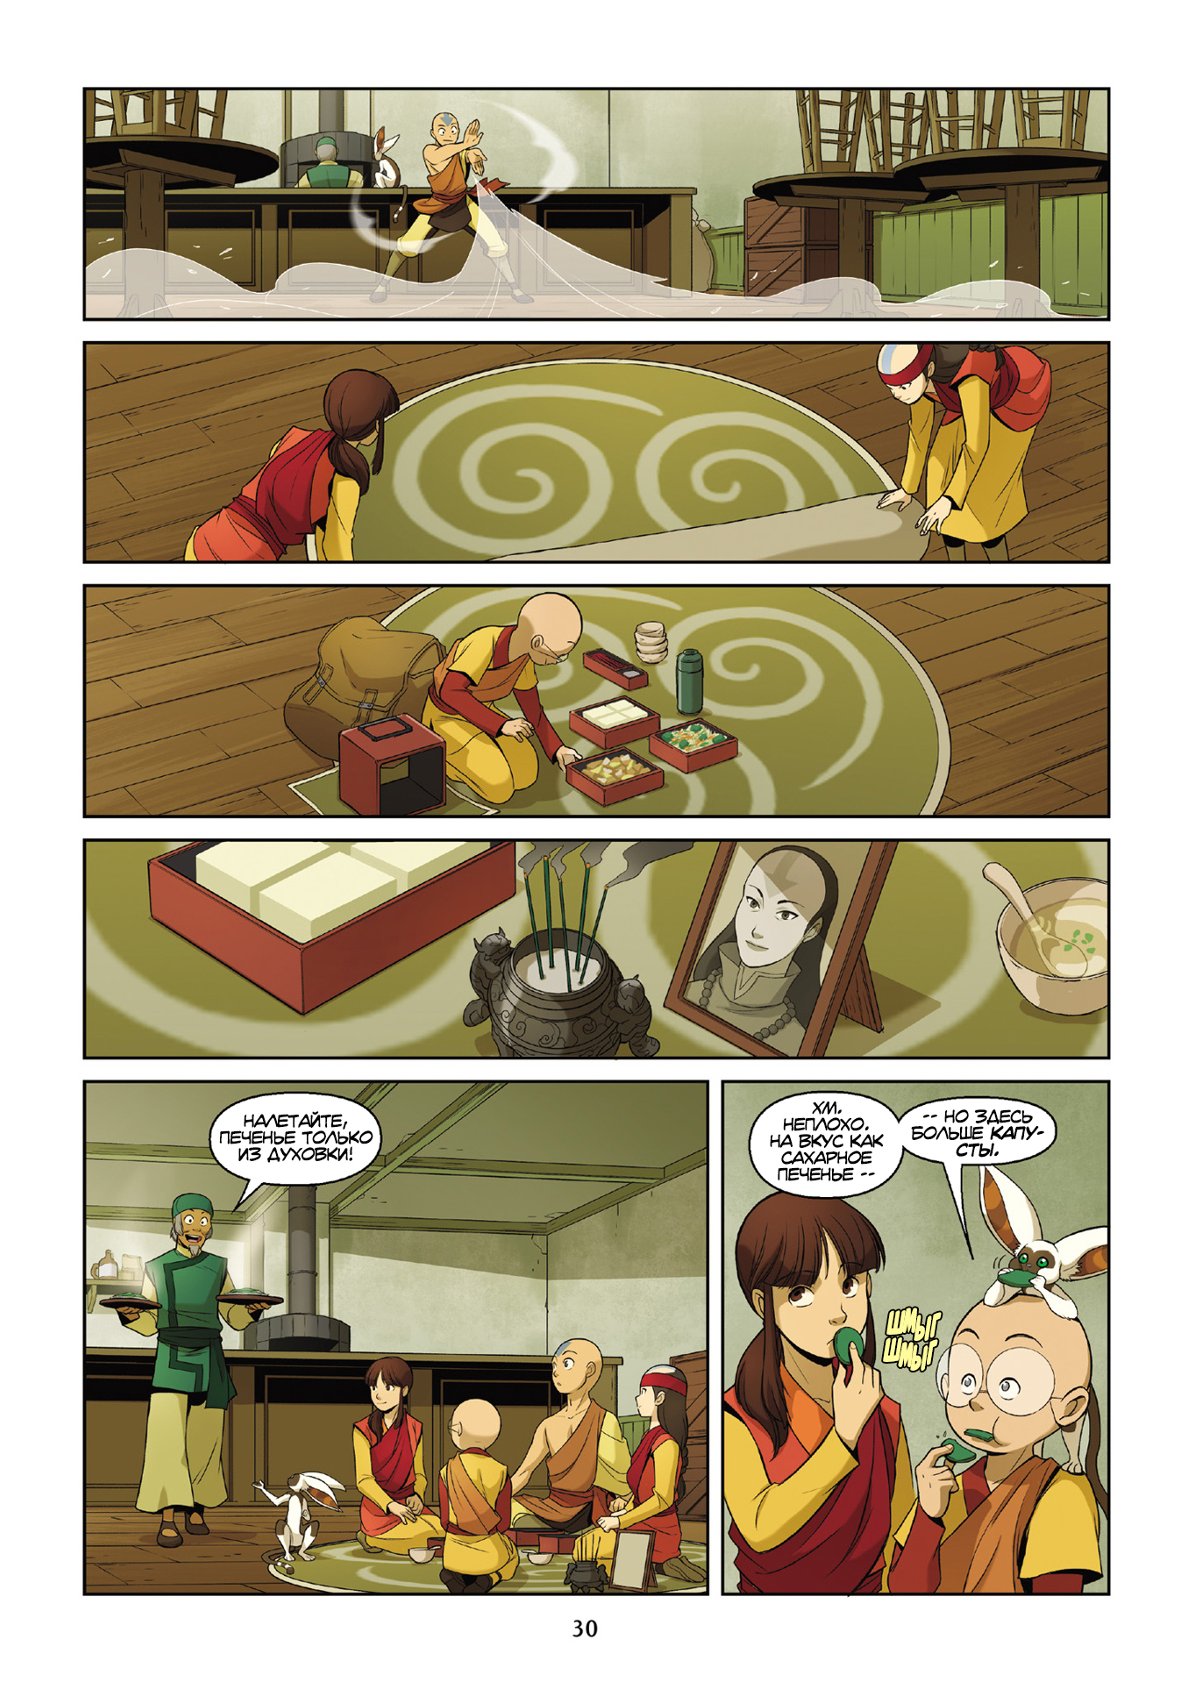 НАЛЕТАЙТЕ,
ПЕЧЕНЬЕ ТОЛЬКО
ИЗ ДУХОВКИ!
ХМ.
НЕПЛОХО.
НА ВКУС КАК
САХАРНОЕ
ПЕЧЕНЬЕ --
-- НО ЗДЕСЬ
БОЛЬШЕ КАПУ-
СТЫ.
ШМЫГ
ШМЫГ
30